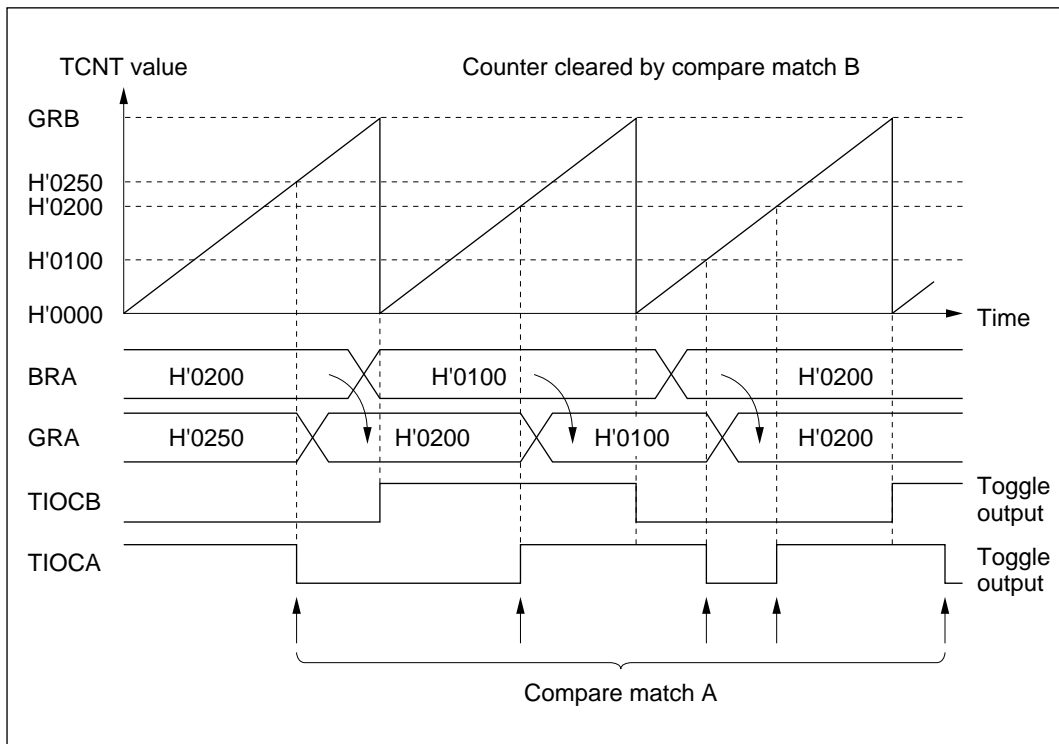 TCNT value
Counter cleared by compare match B
GRB
H'0250
H'0200
H'0100
H'0000
Time
BRA
H'0200
H'0100
H'0200
GRA
H'0250
H'0200
H'0100
H'0200
TIOCB
Toggle
output
TIOCA
Toggle
output
Compare match A